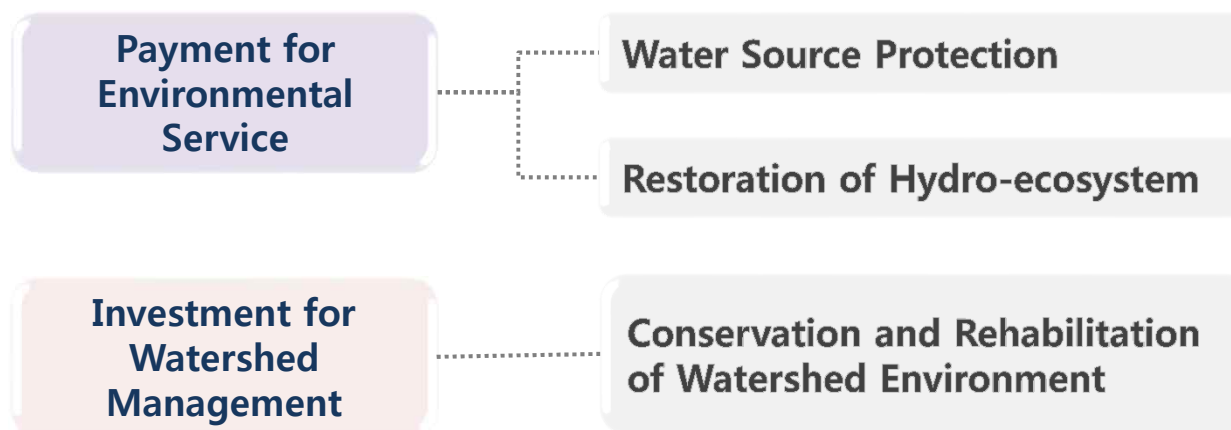 Payment for
Environmental
Service
Water Source Protection
Restoration of Hydro-ecosystem
Investment for
Watershed
Management
Conservation and Rehabilitation
of Watershed Environment